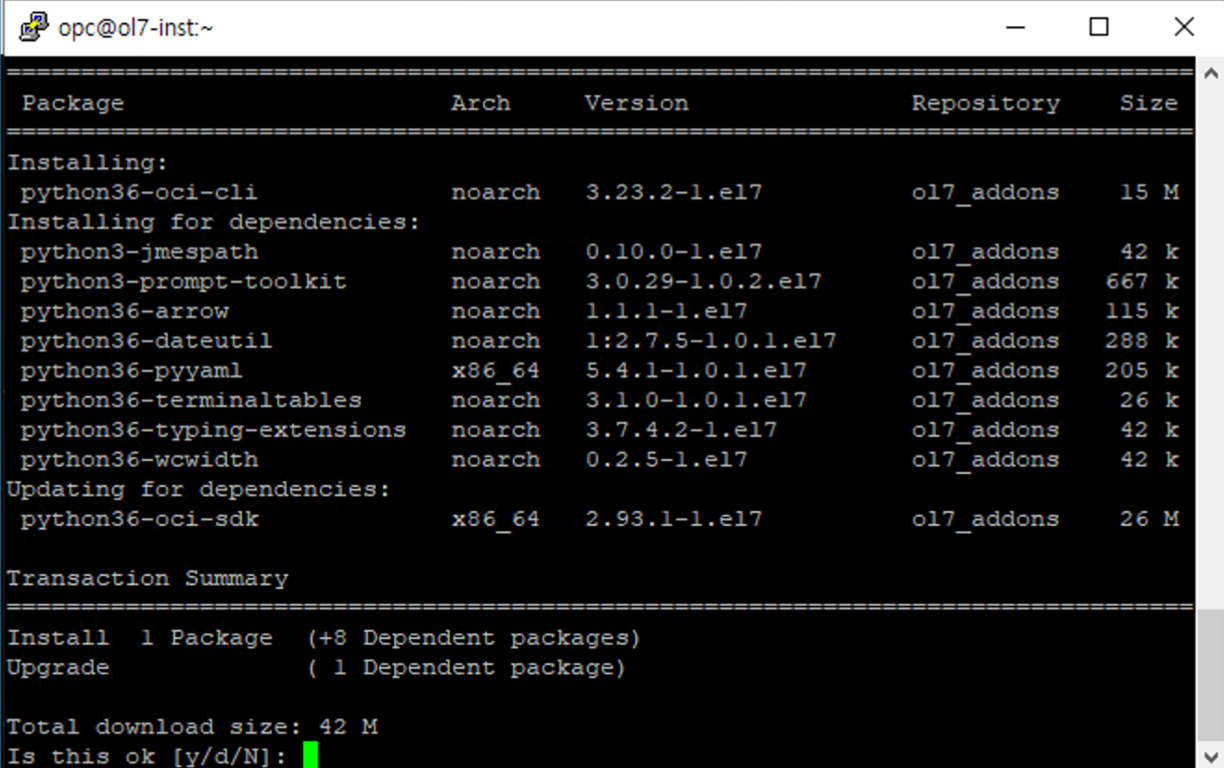 opc@ol7-inst:~
================================================================================
 Package                      Arch     Version               Repository    Size
================================================================================
Installing:
 python36-oci-cli             noarch   3.23.2-1.el7          ol7_addons    15 M
Installing for dependencies:
 python3-jmespath             noarch   0.10.0-1.el7          ol7_addons    42 k
 python3-prompt-toolkit       noarch   3.0.29-1.0.2.el7      ol7_addons   667 k
 python36-arrow               noarch   1.1.1-1.el7           ol7_addons   115 k
 python36-dateutil            noarch   1:2.7.5-1.0.1.el7     ol7_addons   288 k
 python36-pyyaml              x86_64   5.4.1-1.0.1.el7       ol7_addons   205 k
 python36-terminaltables      noarch   3.1.0-1.0.1.el7       ol7_addons    26 k
 python36-typing-extensions   noarch   3.7.4.2-1.el7         ol7_addons    42 k
 python36-wcwidth             noarch   0.2.5-1.el7           ol7_addons    42 k
Updating for dependencies:
 python36-oci-sdk             x86_64   2.93.1-1.el7          ol7_addons    26 M
Transaction Summary
================================================================================
Install  1 Package  (+8 Dependent packages)
Upgrade             ( 1 Dependent package)
Total download size: 42 M
Is this ok [y/d/N]: